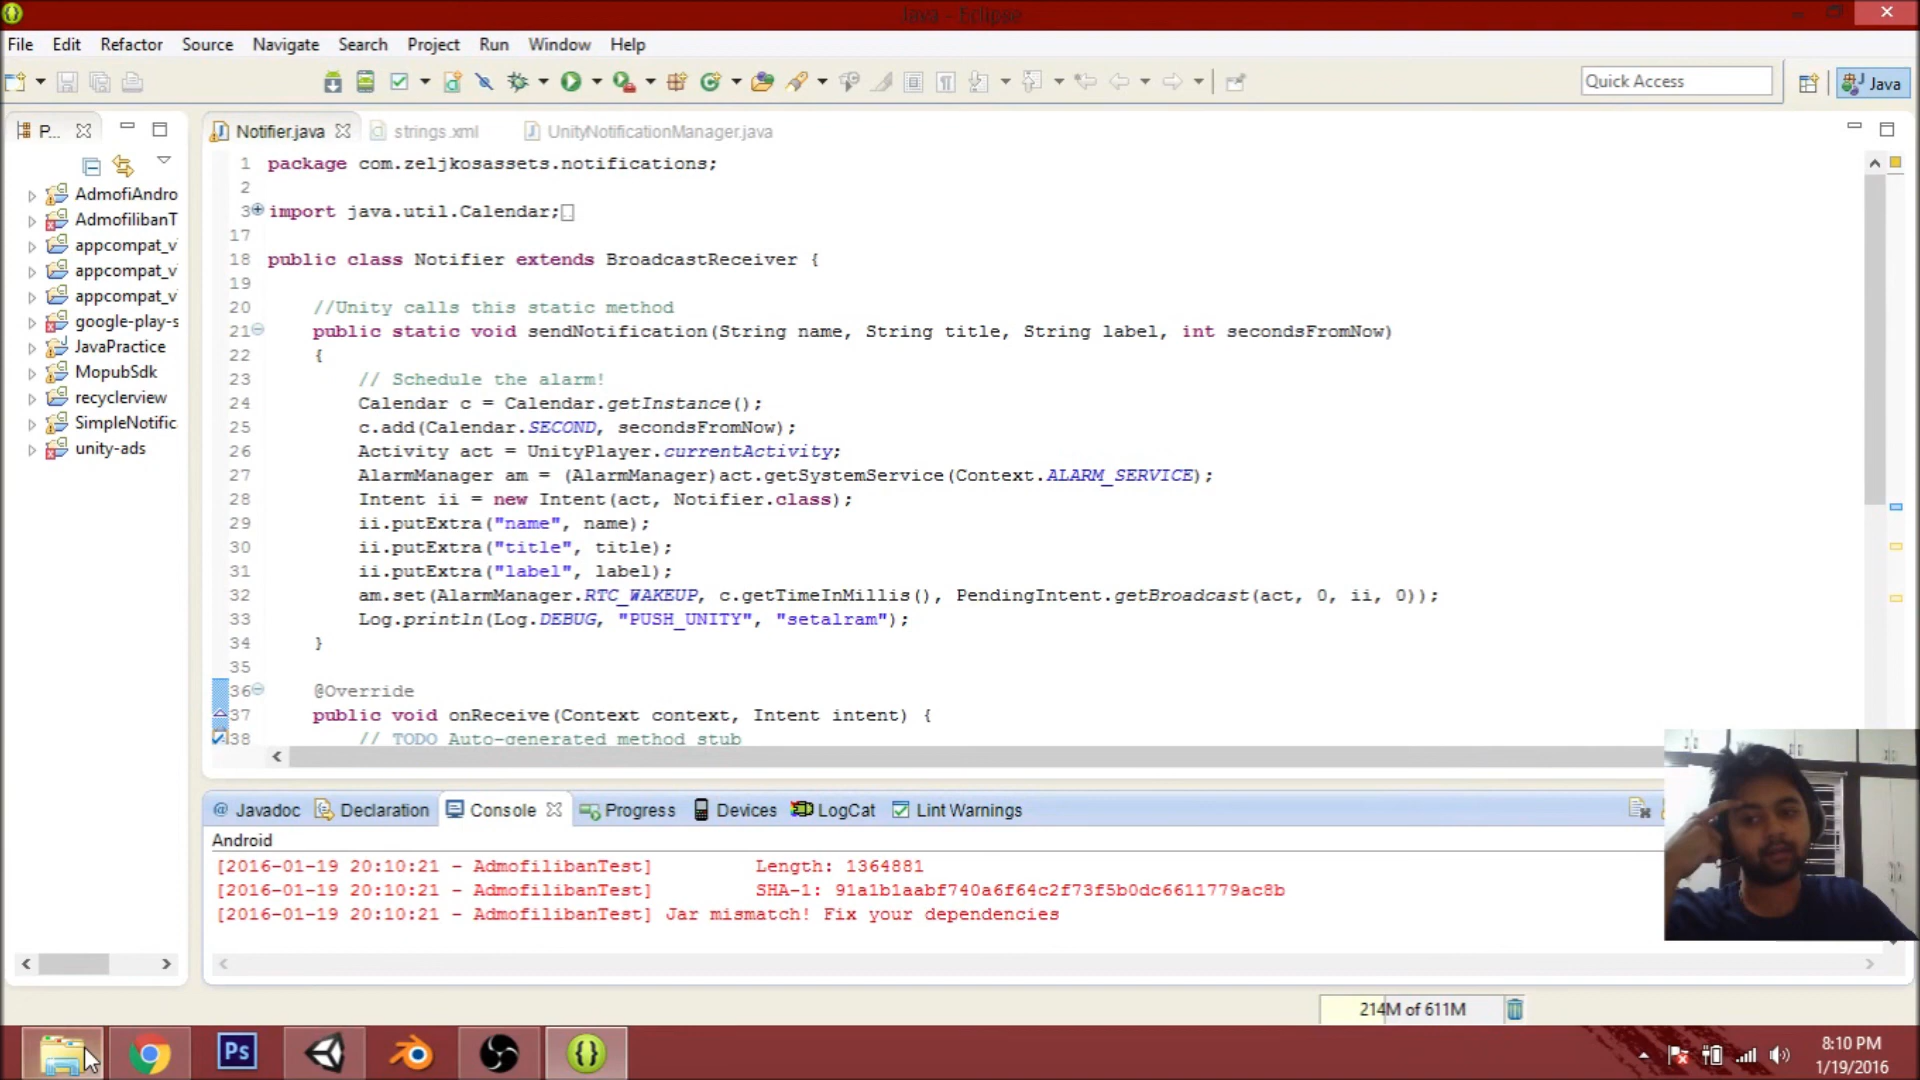 Java - Eclipse
File Edit Refactor Source Navigate Search Project Run Window Help
Quick Access
Java
P...
Notifier.java
strings.xml
UnityNotificationManager.java
AdmofiAndro
AdmofilibanT
appcompat_v
appcompat_v
appcompat_v
google-play-s
JavaPractice
MopubSdk
recyclerview
SimpleNotific
unity-ads
1 package com.zeljkosassets.notifications;
2
3 import java.util.Calendar;
17
18 public class Notifier extends BroadcastReceiver {
19
20 //Unity calls this static method
21 public static void sendNotification(String name, String title, String label, int secondsFromNow)
22 {
23 // Schedule the alarm!
24 Calendar c = Calendar.getInstance();
25 c.add(Calendar.SECOND, secondsFromNow);
26 Activity act = UnityPlayer.currentActivity;
27 AlarmManager am = (AlarmManager)act.getSystemService(Context.ALARM_SERVICE);
28 Intent ii = new Intent(act, Notifier.class);
29 ii.putExtra("name", name);
30 ii.putExtra("title", title);
31 ii.putExtra("label", label);
32 am.set(AlarmManager.RTC_WAKEUP, c.getTimeInMillis(), PendingIntent.getBroadcast(act, 0, ii, 0));
33 Log.println(Log.DEBUG, "PUSH_UNITY", "setalram");
34 }
35
36 @Override
37 public void onReceive(Context context, Intent intent) {
38 // TODO Auto-generated method stub
@ Javadoc Declaration Console Progress Devices LogCat Lint Warnings
Android
[2016-01-19 20:10:21 - AdmofilibanTest] Length: 1364881
[2016-01-19 20:10:21 - AdmofilibanTest] SHA-1: 91a1b1aabf740a6f64c2f73f5b0dc6611779ac8b
[2016-01-19 20:10:21 - AdmofilibanTest] Jar mismatch! Fix your dependencies
214M of 611M
Ps
8:10 PM
1/19/2016